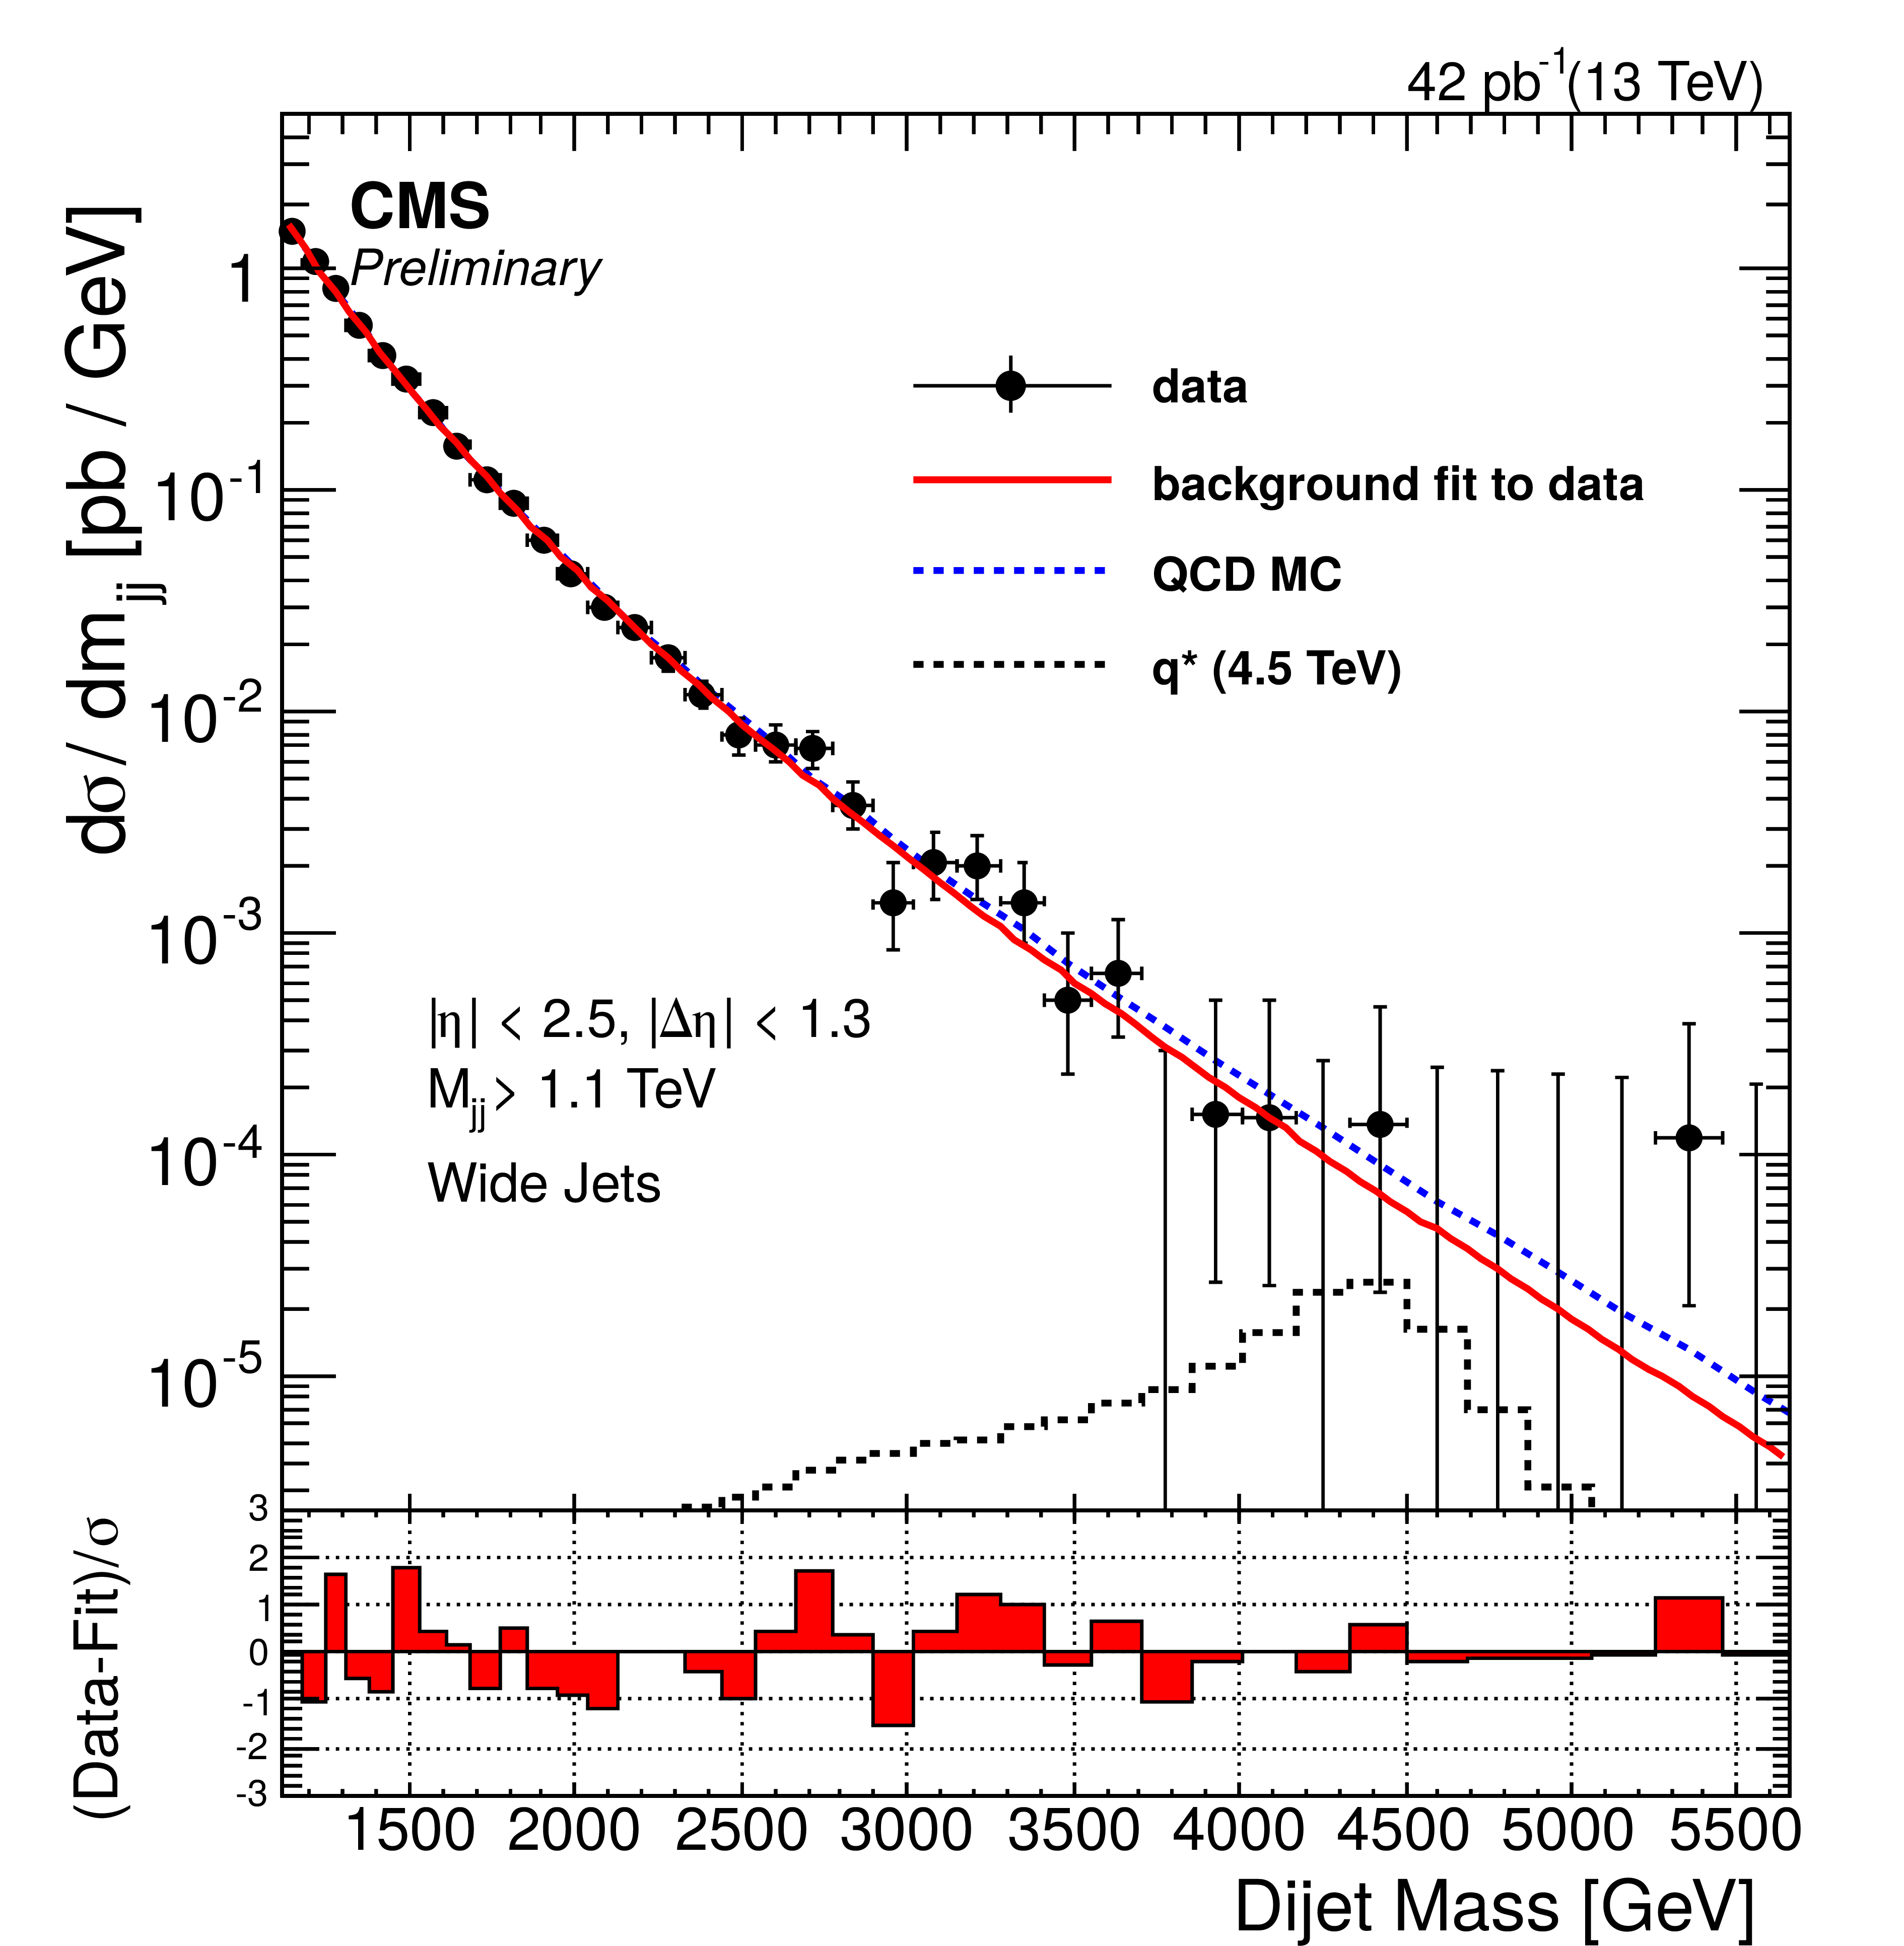 42 pb-1(13 TeV)
CMS
Preliminary
dσ/ dmjj [pb / GeV]
1
10-1
10-2
10-3
10-4
10-5
data
background fit to data
QCD MC
q* (4.5 TeV)
|η| < 2.5, |Δη| < 1.3
Mjj> 1.1 TeV
Wide Jets
(Data-Fit)/σ
3
2
1
0
-1
-2
-3
1500 2000 2500 3000 3500 4000 4500 5000 5500
Dijet Mass [GeV]